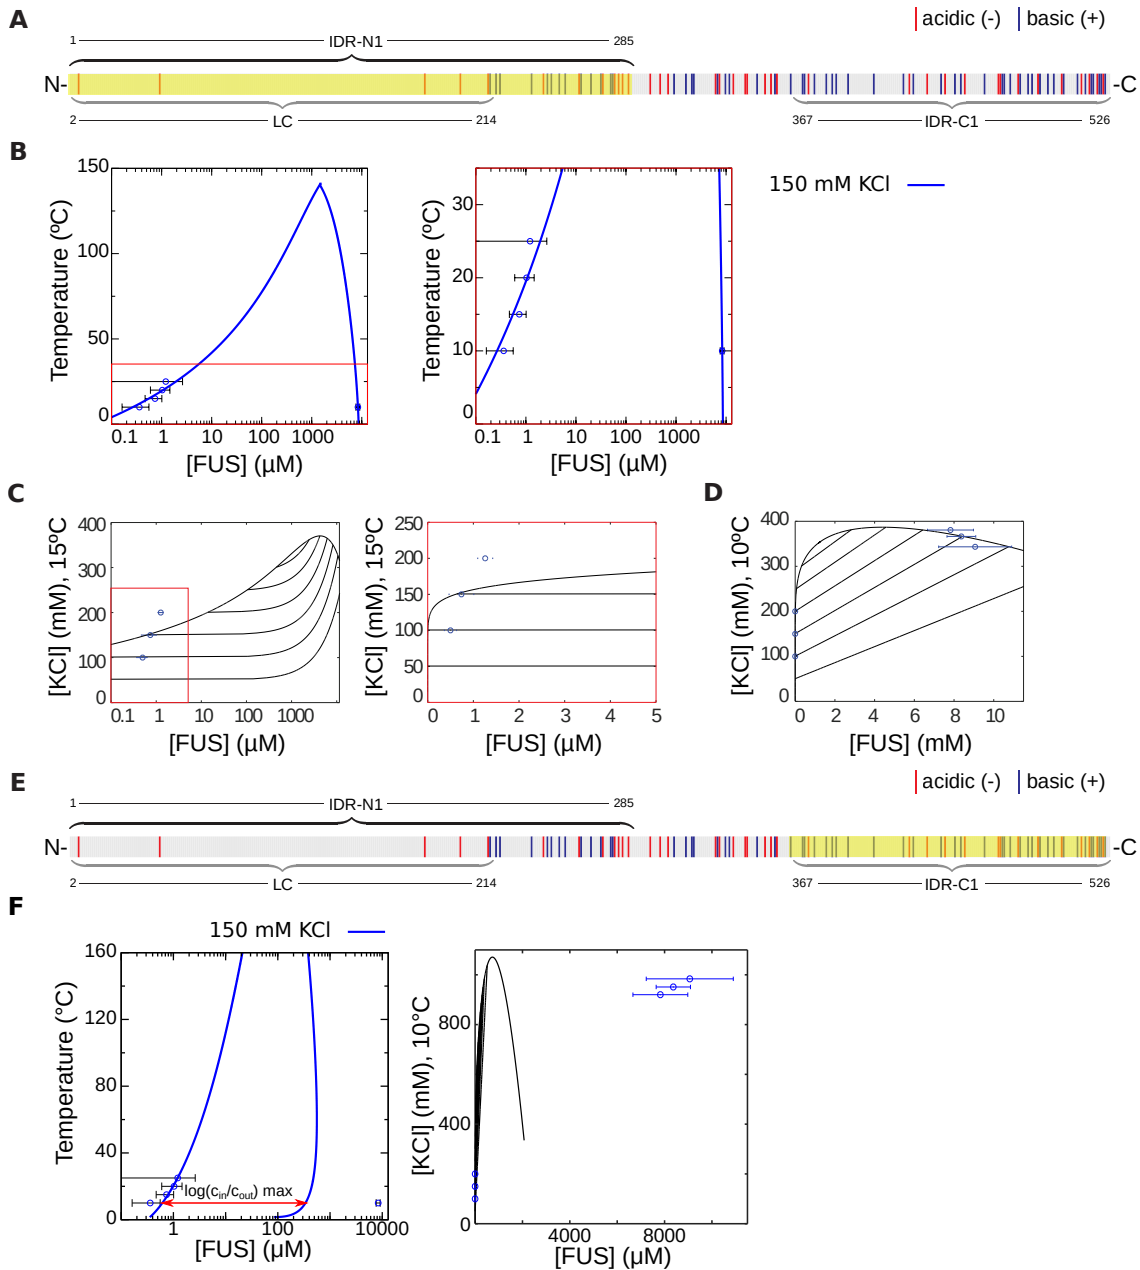 A
acidic (-) basic (+)
1 IDR-N1 285
N- -C
2 LC 214 367 IDR-C1 526
B
150 mM KCl
Temperature (ºC)
150
100
50
0
0.1 1 10 100 1000
[FUS] (µM)
Temperature (ºC)
30
20
10
0
0.1 1 10 100 1000
[FUS] (µM)
C
[KCl] (mM), 15ºC
400
300
200
100
0
0.1 1 10 100 1000
[FUS] (µM)
[KCl] (mM), 15ºC
250
200
150
100
50
0
0 1 2 3 4 5
[FUS] (µM)
D
[KCl] (mM), 10ºC
400
300
200
100
0
0 2 4 6 8 10
[FUS] (mM)
E
acidic (-) basic (+)
1 IDR-N1 285
N- -C
2 LC 214 367 IDR-C1 526
F
150 mM KCl
Temperature (°C)
160
120
80
40
0
log(c_in/c_out) max
1 100 10000
[FUS] (µM)
[KCl] (mM), 10°C
800
400
0
4000 8000
[FUS] (µM)